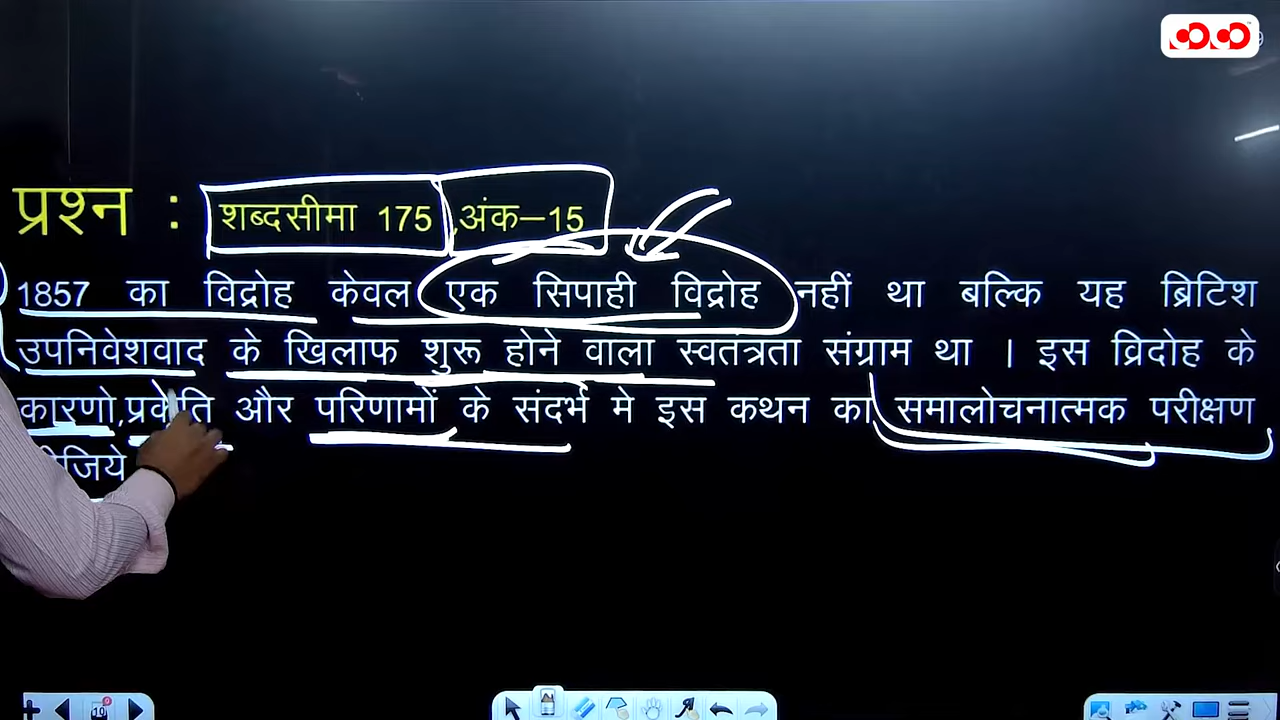 प्रश्न : शब्दसीमा 175 ,अंक–15
1857 का विद्रोह केवल एक सिपाही विद्रोह नहीं था बल्कि यह ब्रिटिश
उपनिवेशवाद के खिलाफ शुरू होने वाला स्वतंत्रता संग्राम था । इस व्रिदोह के
कारणो,प्रकृति और परिणामों के संदर्भ मे इस कथन का समालोचनात्मक परीक्षण